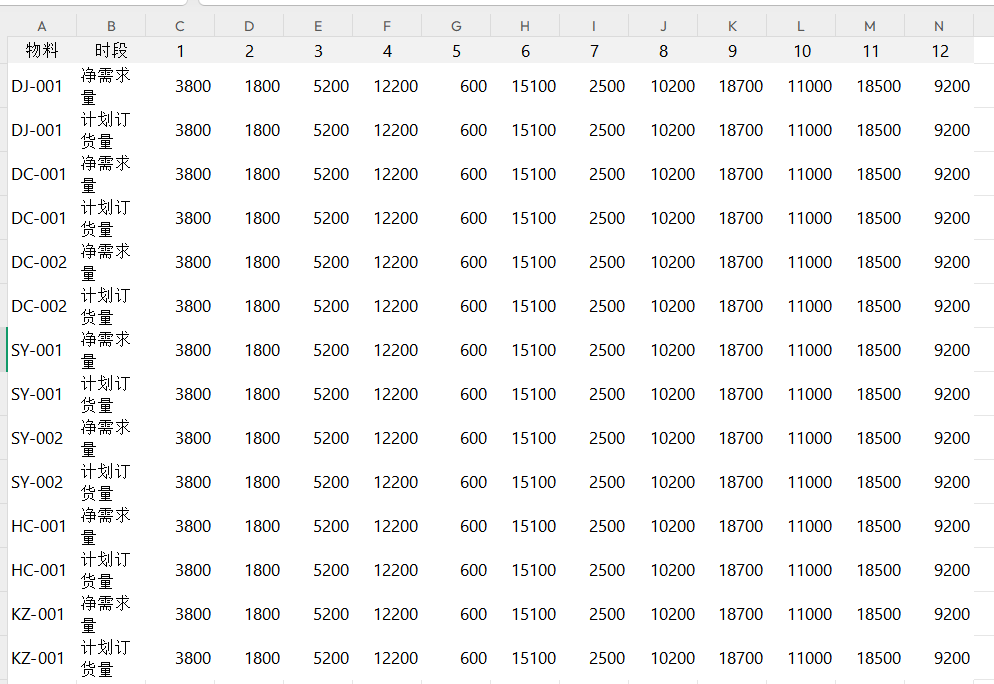 A B C D E F G H I J K L M N
物料 时段 1 2 3 4 5 6 7 8 9 10 11 12
DJ-001 净需求量 3800 1800 5200 12200 600 15100 2500 10200 18700 11000 18500 9200
DJ-001 计划订货量 3800 1800 5200 12200 600 15100 2500 10200 18700 11000 18500 9200
DC-001 净需求量 3800 1800 5200 12200 600 15100 2500 10200 18700 11000 18500 9200
DC-001 计划订货量 3800 1800 5200 12200 600 15100 2500 10200 18700 11000 18500 9200
DC-002 净需求量 3800 1800 5200 12200 600 15100 2500 10200 18700 11000 18500 9200
DC-002 计划订货量 3800 1800 5200 12200 600 15100 2500 10200 18700 11000 18500 9200
SY-001 净需求量 3800 1800 5200 12200 600 15100 2500 10200 18700 11000 18500 9200
SY-001 计划订货量 3800 1800 5200 12200 600 15100 2500 10200 18700 11000 18500 9200
SY-002 净需求量 3800 1800 5200 12200 600 15100 2500 10200 18700 11000 18500 9200
SY-002 计划订货量 3800 1800 5200 12200 600 15100 2500 10200 18700 11000 18500 9200
HC-001 净需求量 3800 1800 5200 12200 600 15100 2500 10200 18700 11000 18500 9200
HC-001 计划订货量 3800 1800 5200 12200 600 15100 2500 10200 18700 11000 18500 9200
KZ-001 净需求量 3800 1800 5200 12200 600 15100 2500 10200 18700 11000 18500 9200
KZ-001 计划订货量 3800 1800 5200 12200 600 15100 2500 10200 18700 11000 18500 9200